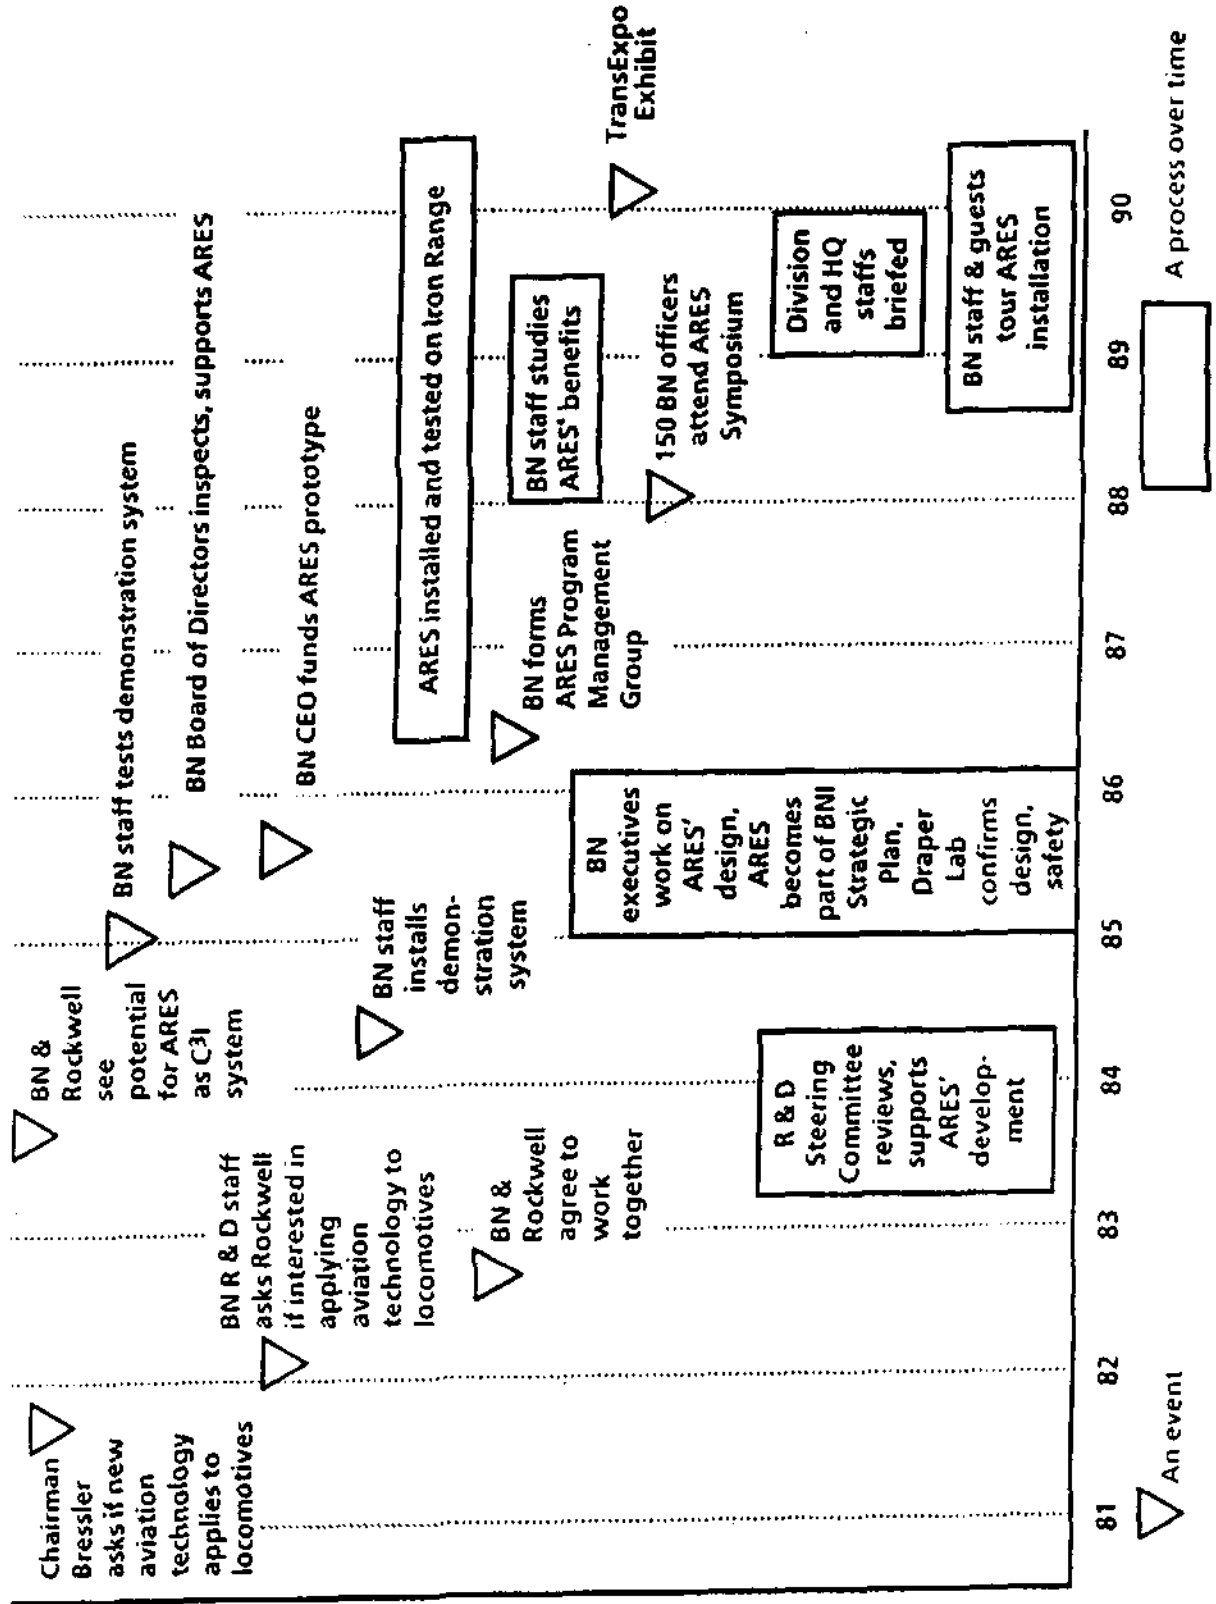 Chairman
Bressler
asks if new
aviation
technology
applies to
locomotives
BN R & D staff
asks Rockwell
if interested in
applying
aviation
technology to
locomotives
BN &
Rockwell
agree to
work
together
BN &
Rockwell
see
potential
for ARES
as C³I
system
R & D
Steering
Committee
reviews,
supports
ARES'
develop-
ment
BN staff
installs
demon-
stration
system
BN staff tests demonstration system
BN Board of Directors inspects, supports ARES
BN CEO funds ARES prototype
BN
executives
work on
ARES'
design,
ARES
becomes
part of BNI
Strategic
Plan,
Draper
Lab
confirms
design,
safety
ARES installed and tested on Iron Range
BN forms
ARES Program
Management
Group
BN staff studies
ARES' benefits
150 BN officers
attend ARES
Symposium
Division
and HQ
staffs
briefed
BN staff & guests
tour ARES
installation
TransExpo
Exhibit
81 82 83 84 85 86 87 88 89 90
An event
A process over time